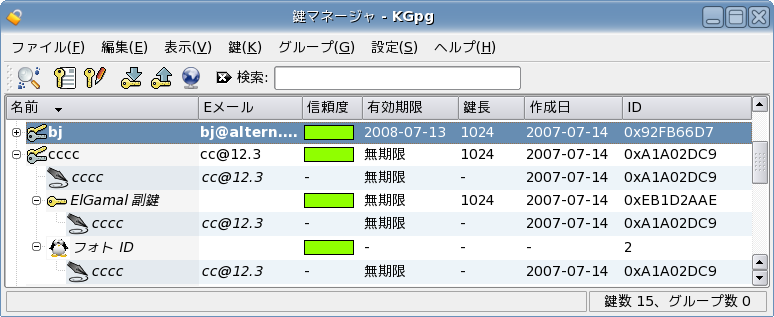 鍵マネージャ - KGpg
ファイル(F) 編集(E) 表示(V) 鍵(K) グループ(G) 設定(S) ヘルプ(H)
検索:
名前 Eメール 信頼度 有効期限 鍵長 作成日 ID
bj bj@altern.... 2008-07-13 1024 2007-07-14 0x92FB66D7
cccc cc@12.3 無期限 1024 2007-07-14 0xA1A02DC9
cccc cc@12.3 - 無期限 - 2007-07-14 0xA1A02DC9
ElGamal 副鍵 無期限 1024 2007-07-14 0xEB1D2AAE
cccc cc@12.3 - 無期限 - 2007-07-14 0xA1A02DC9
フォト ID - - - 2
cccc cc@12.3 - 無期限 - 2007-07-14 0xA1A02DC9
鍵数 15、グループ数 0